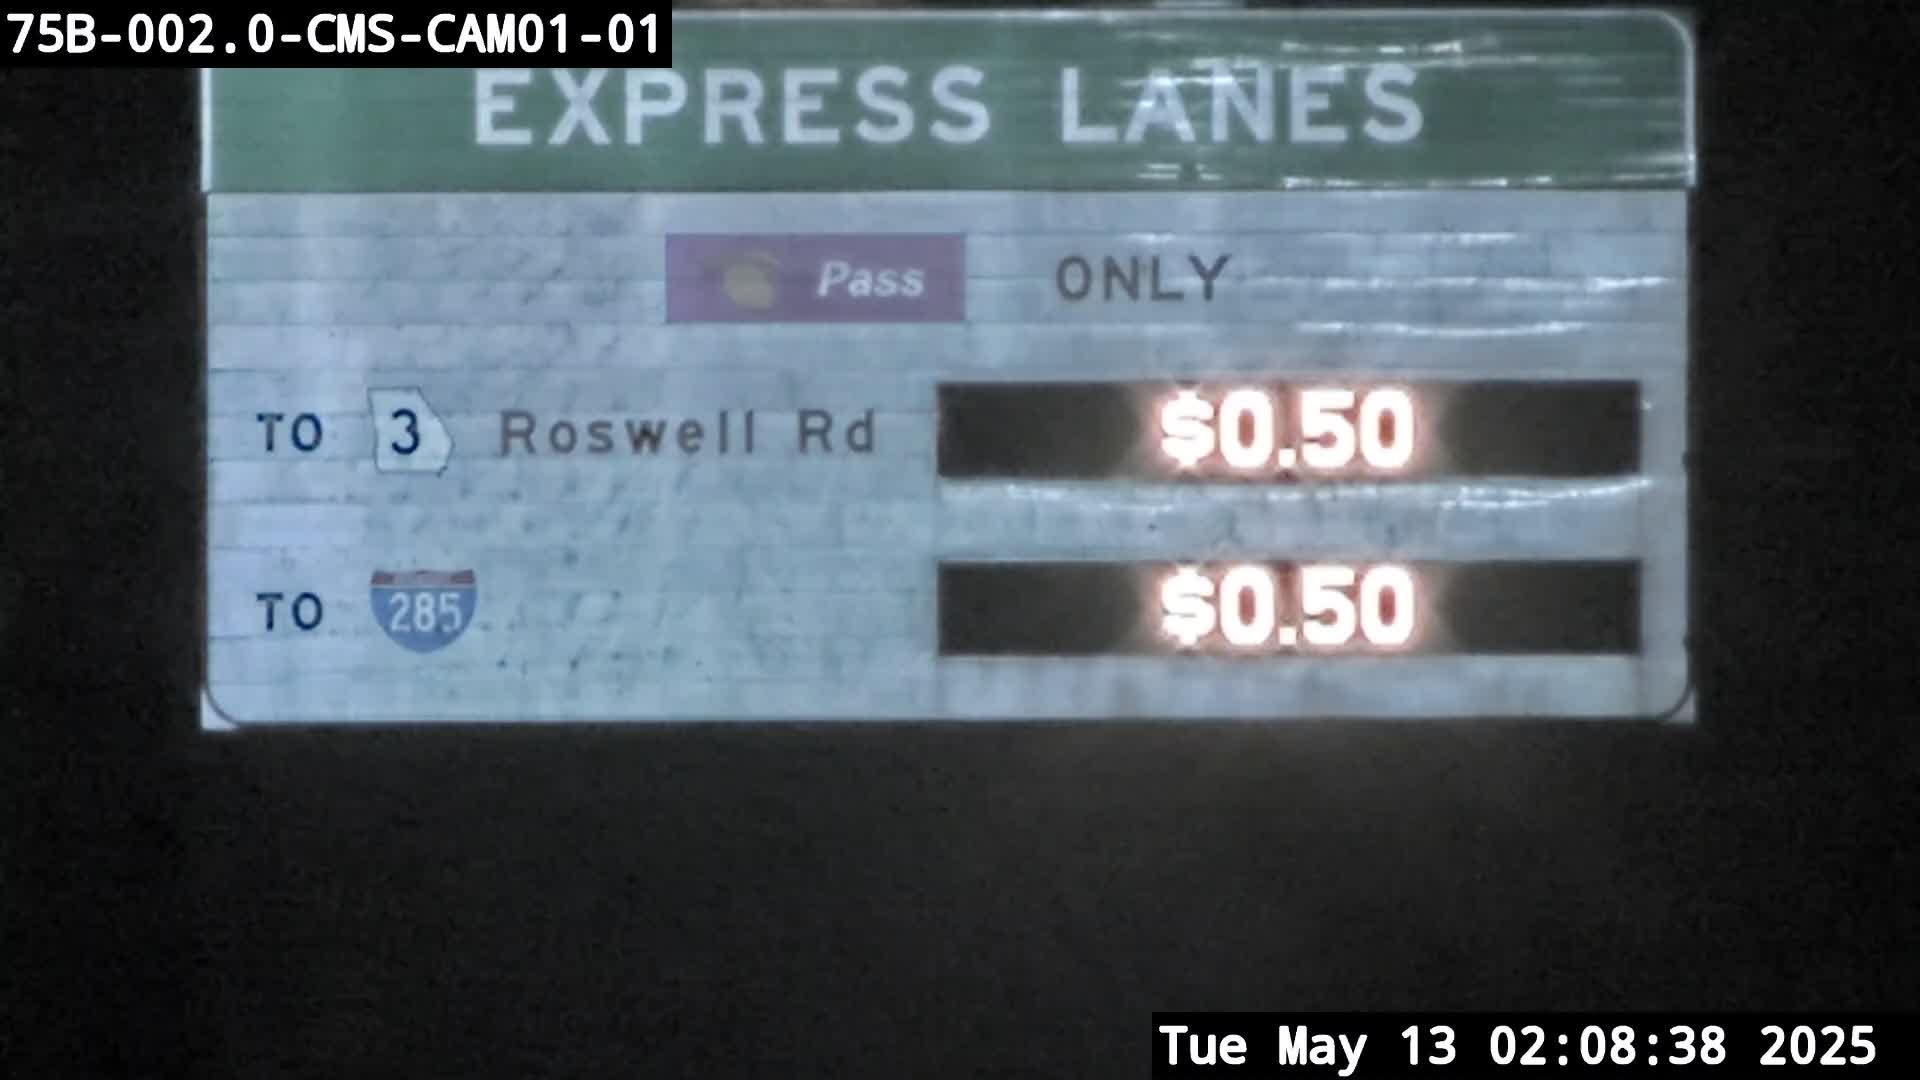 75B-002.0-CMS-CAM01-01
EXPRESS LANES
Pass ONLY
TO 3 Roswell Rd $0.50
TO 285 $0.50
Tue May 13 02:08:38 2025